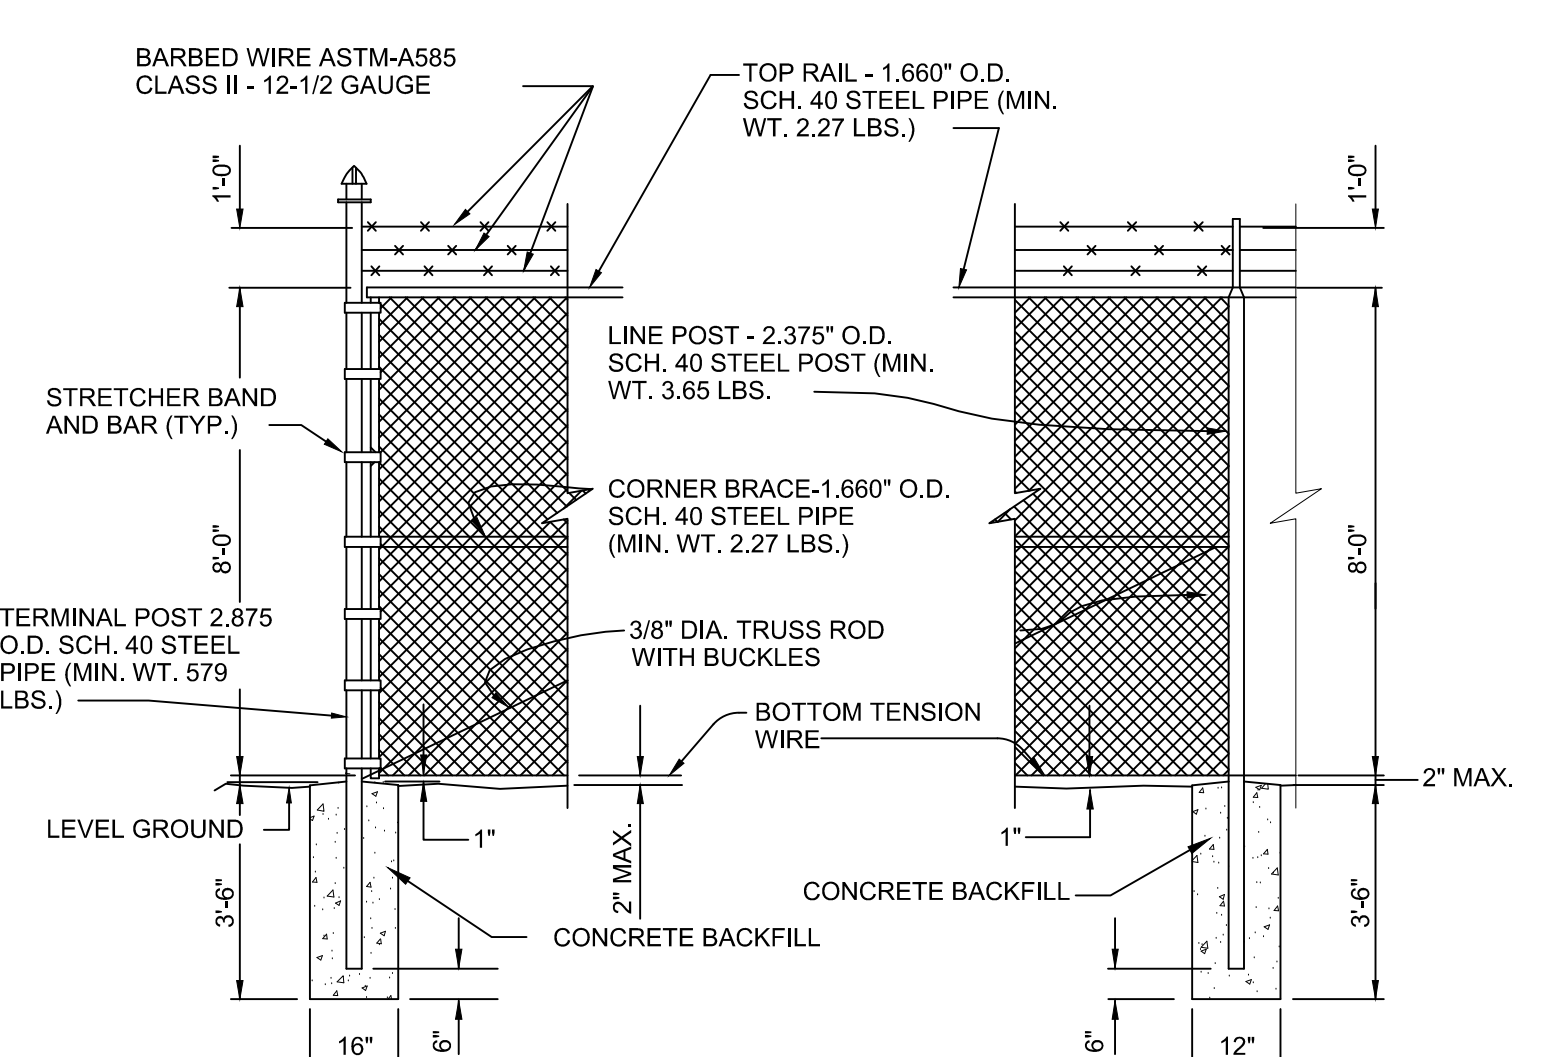 BARBED WIRE ASTM-A585
CLASS II - 12-1/2 GAUGE
TOP RAIL - 1.660" O.D.
SCH. 40 STEEL PIPE (MIN.
WT. 2.27 LBS.)
1'-0"
1'-0"
LINE POST - 2.375" O.D.
SCH. 40 STEEL POST (MIN.
WT. 3.65 LBS.
STRETCHER BAND
AND BAR (TYP.)
CORNER BRACE-1.660" O.D.
SCH. 40 STEEL PIPE
(MIN. WT. 2.27 LBS.)
8'-0"
8'-0"
TERMINAL POST 2.875
O.D. SCH. 40 STEEL
PIPE (MIN. WT. 579
LBS.)
3/8" DIA. TRUSS ROD
WITH BUCKLES
BOTTOM TENSION
WIRE
2" MAX.
LEVEL GROUND
1"
1"
2" MAX.
3'-6"
CONCRETE BACKFILL
CONCRETE BACKFILL
3'-6"
16"
6"
6"
12"